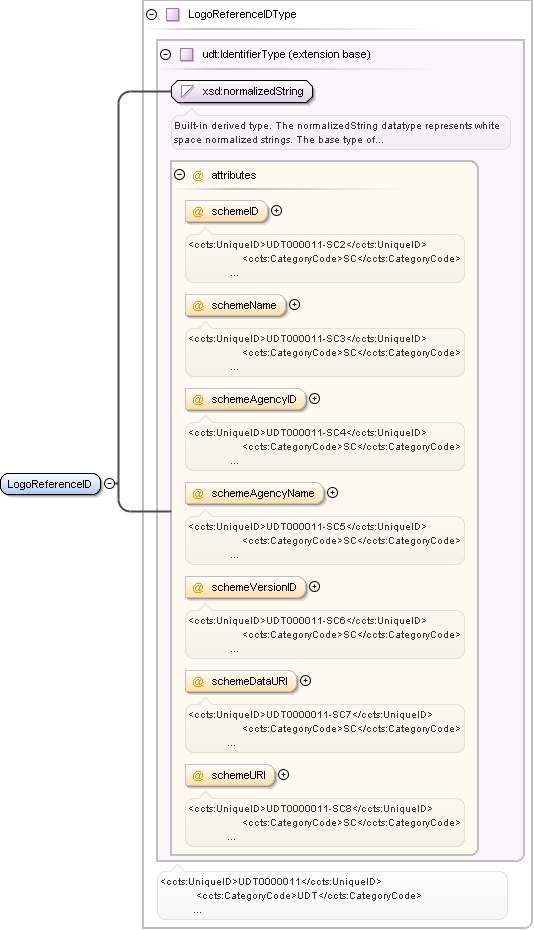 LogoReferenceIDType
udt:IdentifierType (extension base)
xsd:normalizedString
Built-in derived type. The normalizedString datatype represents white
space normalized strings. The base type of...
@ attributes
@ schemeID
<ccts:UniqueID>UDT000011-SC2</ccts:UniqueID>
<ccts:CategoryCode>SC</ccts:CategoryCode>
...
@ schemeName
<ccts:UniqueID>UDT000011-SC3</ccts:UniqueID>
<ccts:CategoryCode>SC</ccts:CategoryCode>
...
@ schemeAgencyID
<ccts:UniqueID>UDT000011-SC4</ccts:UniqueID>
<ccts:CategoryCode>SC</ccts:CategoryCode>
...
LogoReferenceID
@ schemeAgencyName
<ccts:UniqueID>UDT000011-SC5</ccts:UniqueID>
<ccts:CategoryCode>SC</ccts:CategoryCode>
...
@ schemeVersionID
<ccts:UniqueID>UDT000011-SC6</ccts:UniqueID>
<ccts:CategoryCode>SC</ccts:CategoryCode>
...
@ schemeDataURI
<ccts:UniqueID>UDT0000011-SC7</ccts:UniqueID>
<ccts:CategoryCode>SC</ccts:CategoryCode>
...
@ schemeURI
<ccts:UniqueID>UDT0000011-SC8</ccts:UniqueID>
<ccts:CategoryCode>SC</ccts:CategoryCode>
...
<ccts:UniqueID>UDT0000011</ccts:UniqueID>
<ccts:CategoryCode>UDT</ccts:CategoryCode>
...